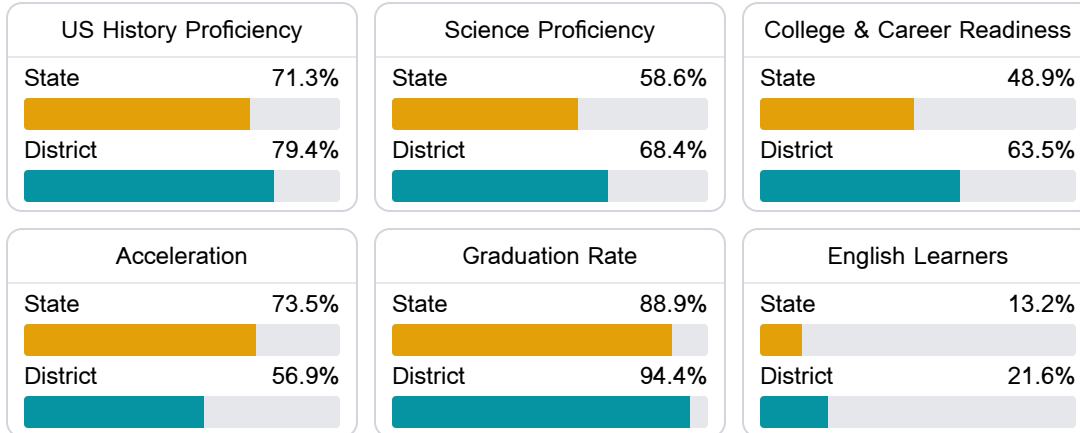 US History Proficiency
State 71.3%
District 79.4%
Science Proficiency
State 58.6%
District 68.4%
College & Career Readiness
State 48.9%
District 63.5%
Acceleration
State 73.5%
District 56.9%
Graduation Rate
State 88.9%
District 94.4%
English Learners
State 13.2%
District 21.6%